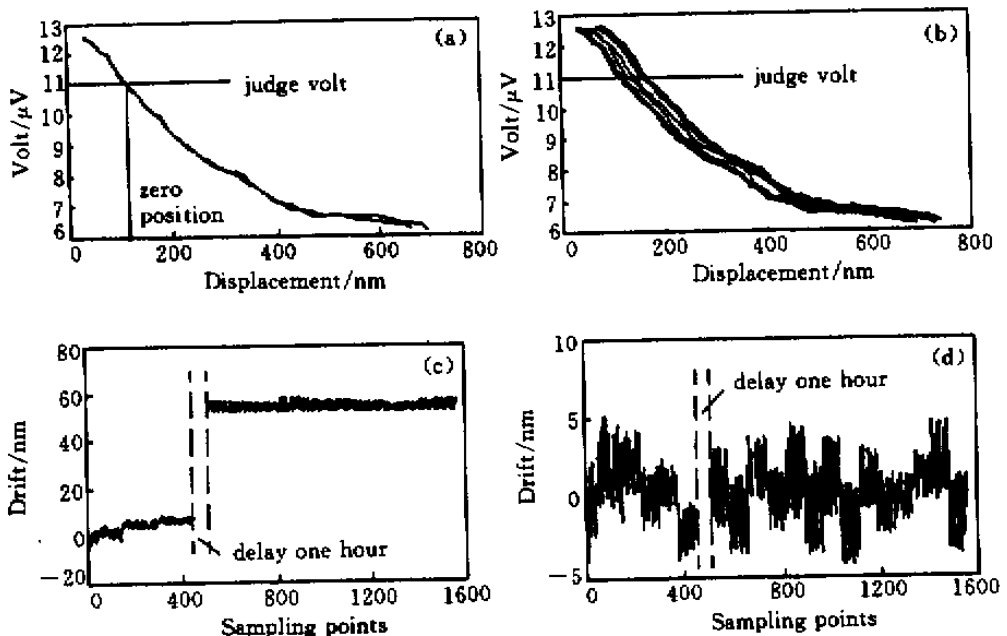 (a)
13
12
11
10
9
8
7
6
Volt/μV
judge volt
zero
position
0
200
400
600
800
Displacement/nm
(b)
13
12
11
10
9
8
7
6
Volt/μV
judge volt
0
200
400
600
800
Displacement/nm
(c)
80
60
40
20
0
−20
Drift/nm
delay one hour
0
400
800
1200
1600
Sampling points
(d)
10
5
0
−5
Drift/nm
delay one hour
0
400
800
1200
1600
Sampling points